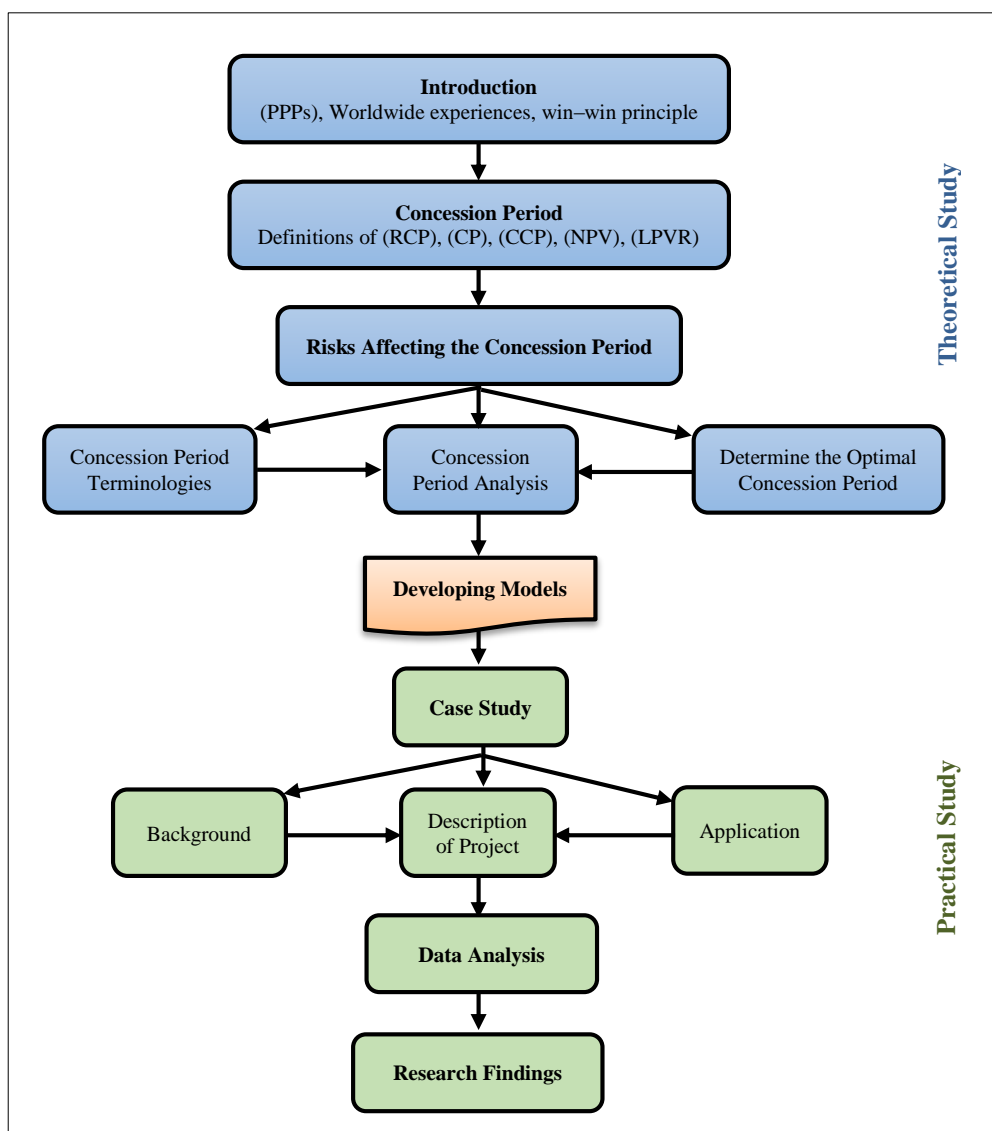 Introduction
(PPPs), Worldwide experiences, win–win principle
Concession Period
Definitions of (RCP), (CP), (CCP), (NPV), (LPVR)
Theoretical Study
Risks Affecting the Concession Period
Concession Period
Terminologies
Concession
Period Analysis
Determine the Optimal
Concession Period
Developing Models
Case Study
Background
Description
of Project
Application
Practical Study
Data Analysis
Research Findings